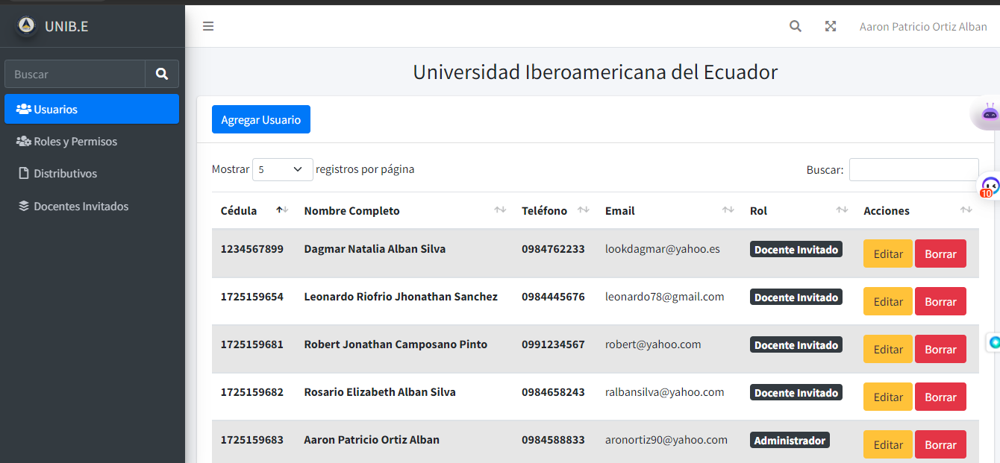 UNIB.E
Aaron Patricio Ortiz Alban
Buscar
Usuarios
Roles y Permisos
Distributivos
Docentes Invitados
Universidad Iberoamericana del Ecuador
Agregar Usuario
Mostrar 5 registros por página
Buscar:
Cédula Nombre Completo Teléfono Email Rol Acciones
1234567899 Dagmar Natalia Alban Silva 0984762233 lookdagmar@yahoo.es Docente Invitado Editar Borrar
1725159654 Leonardo Riofrio Jhonathan Sanchez 0984445676 leonardo78@gmail.com Docente Invitado Editar Borrar
1725159681 Robert Jonathan Camposano Pinto 0991234567 robert@yahoo.com Docente Invitado Editar Borrar
1725159682 Rosario Elizabeth Alban Silva 0984658243 ralbansilva@yahoo.com Docente Invitado Editar Borrar
1725159683 Aaron Patricio Ortiz Alban 0984588833 aronortiz90@yahoo.com Administrador Editar Borrar
10